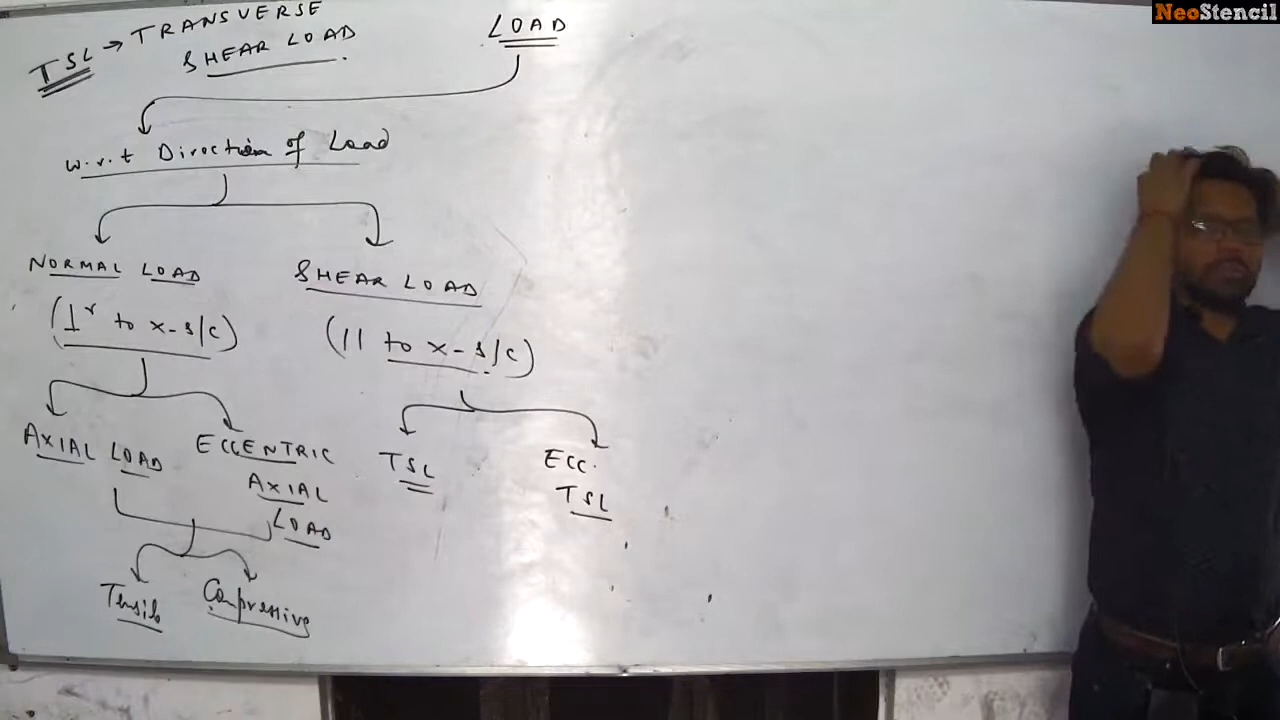 NeoStencil
TSL → TRANSVERSE
SHEAR LOAD
LOAD
w.r.t Direction of Load
NORMAL LOAD
(⊥r to x-s/c)
SHEAR LOAD
(|| to x-s/c)
AXIAL LOAD
ECCENTRIC
AXIAL
LOAD
TSL
ECC.
TSL
Tensile
Compressive